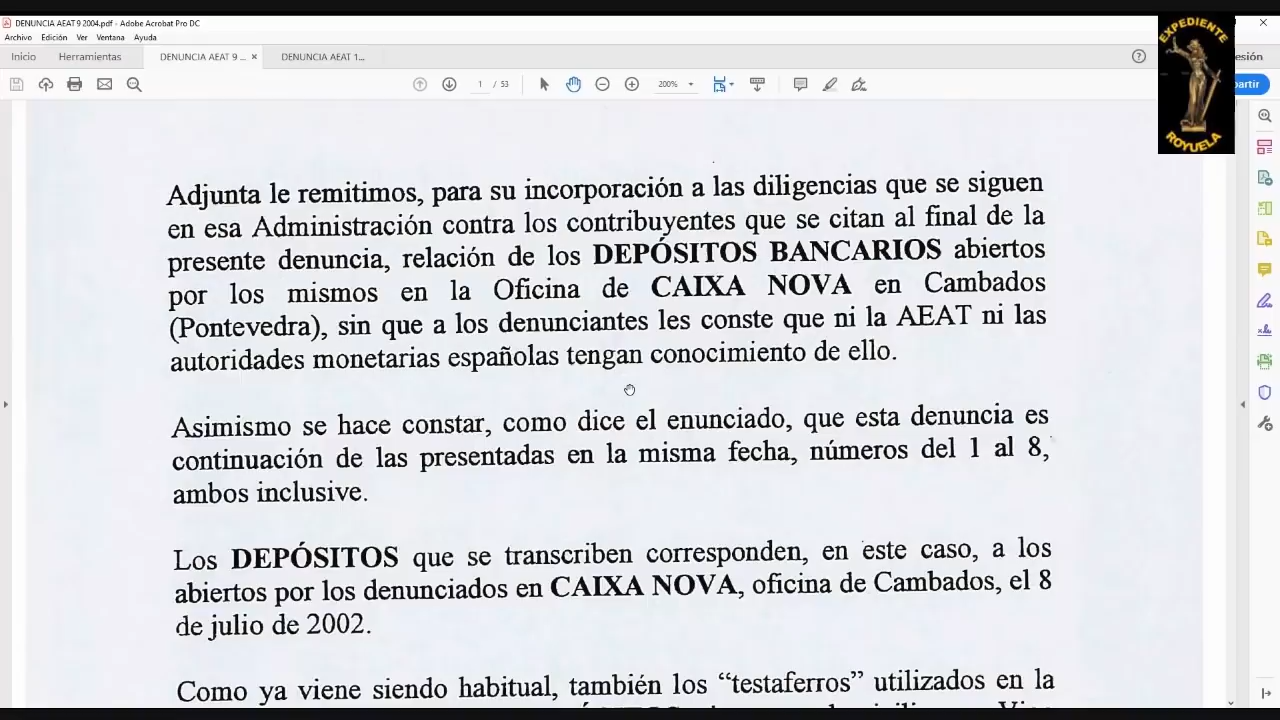 DENUNCIA AEAT 9 2004.pdf - Adobe Acrobat Pro DC
Archivo Edición Ver Ventana Ayuda
Inicio Herramientas DENUNCIA AEAT 9 ... × DENUNCIA AEAT 1...
esión
1 / 53 200%
partir
EXPEDIENTE
ROYUELA
Adjunta le remitimos, para su incorporación a las diligencias que se siguen
en esa Administración contra los contribuyentes que se citan al final de la
presente denuncia, relación de los DEPÓSITOS BANCARIOS abiertos
por los mismos en la Oficina de CAIXA NOVA en Cambados
(Pontevedra), sin que a los denunciantes les conste que ni la AEAT ni las
autoridades monetarias españolas tengan conocimiento de ello.
Asimismo se hace constar, como dice el enunciado, que esta denuncia es
continuación de las presentadas en la misma fecha, números del 1 al 8,
ambos inclusive.
Los DEPÓSITOS que se transcriben corresponden, en este caso, a los
abiertos por los denunciados en CAIXA NOVA, oficina de Cambados, el 8
de julio de 2002.
Como ya viene siendo habitual, también los “testaferros” utilizados en la